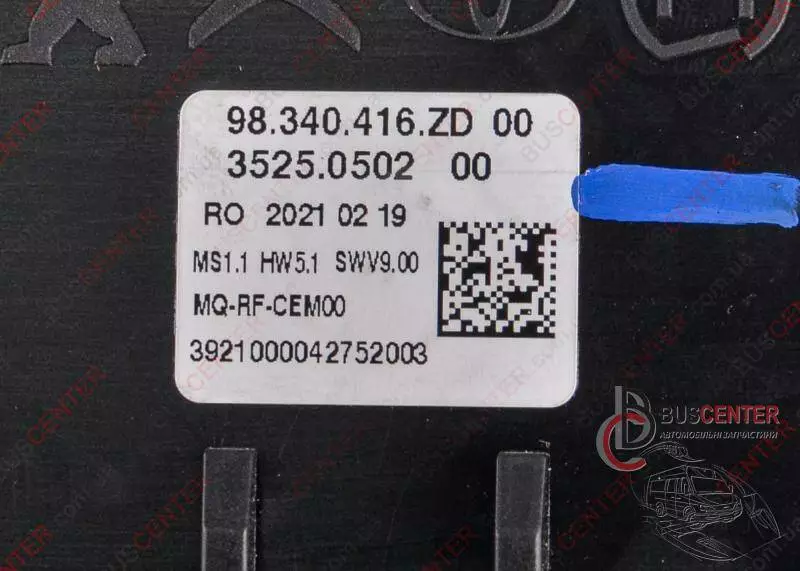 98.340.416.ZD 00
3525.0502 00
RO 2021 02 19
MS1.1 HW5.1 SWV9.00
MQ-RF-CEM00
3921000042752003
BUSCENTER
АВТОМОБІЛЬНІ ЗАПЧАСТИНИ